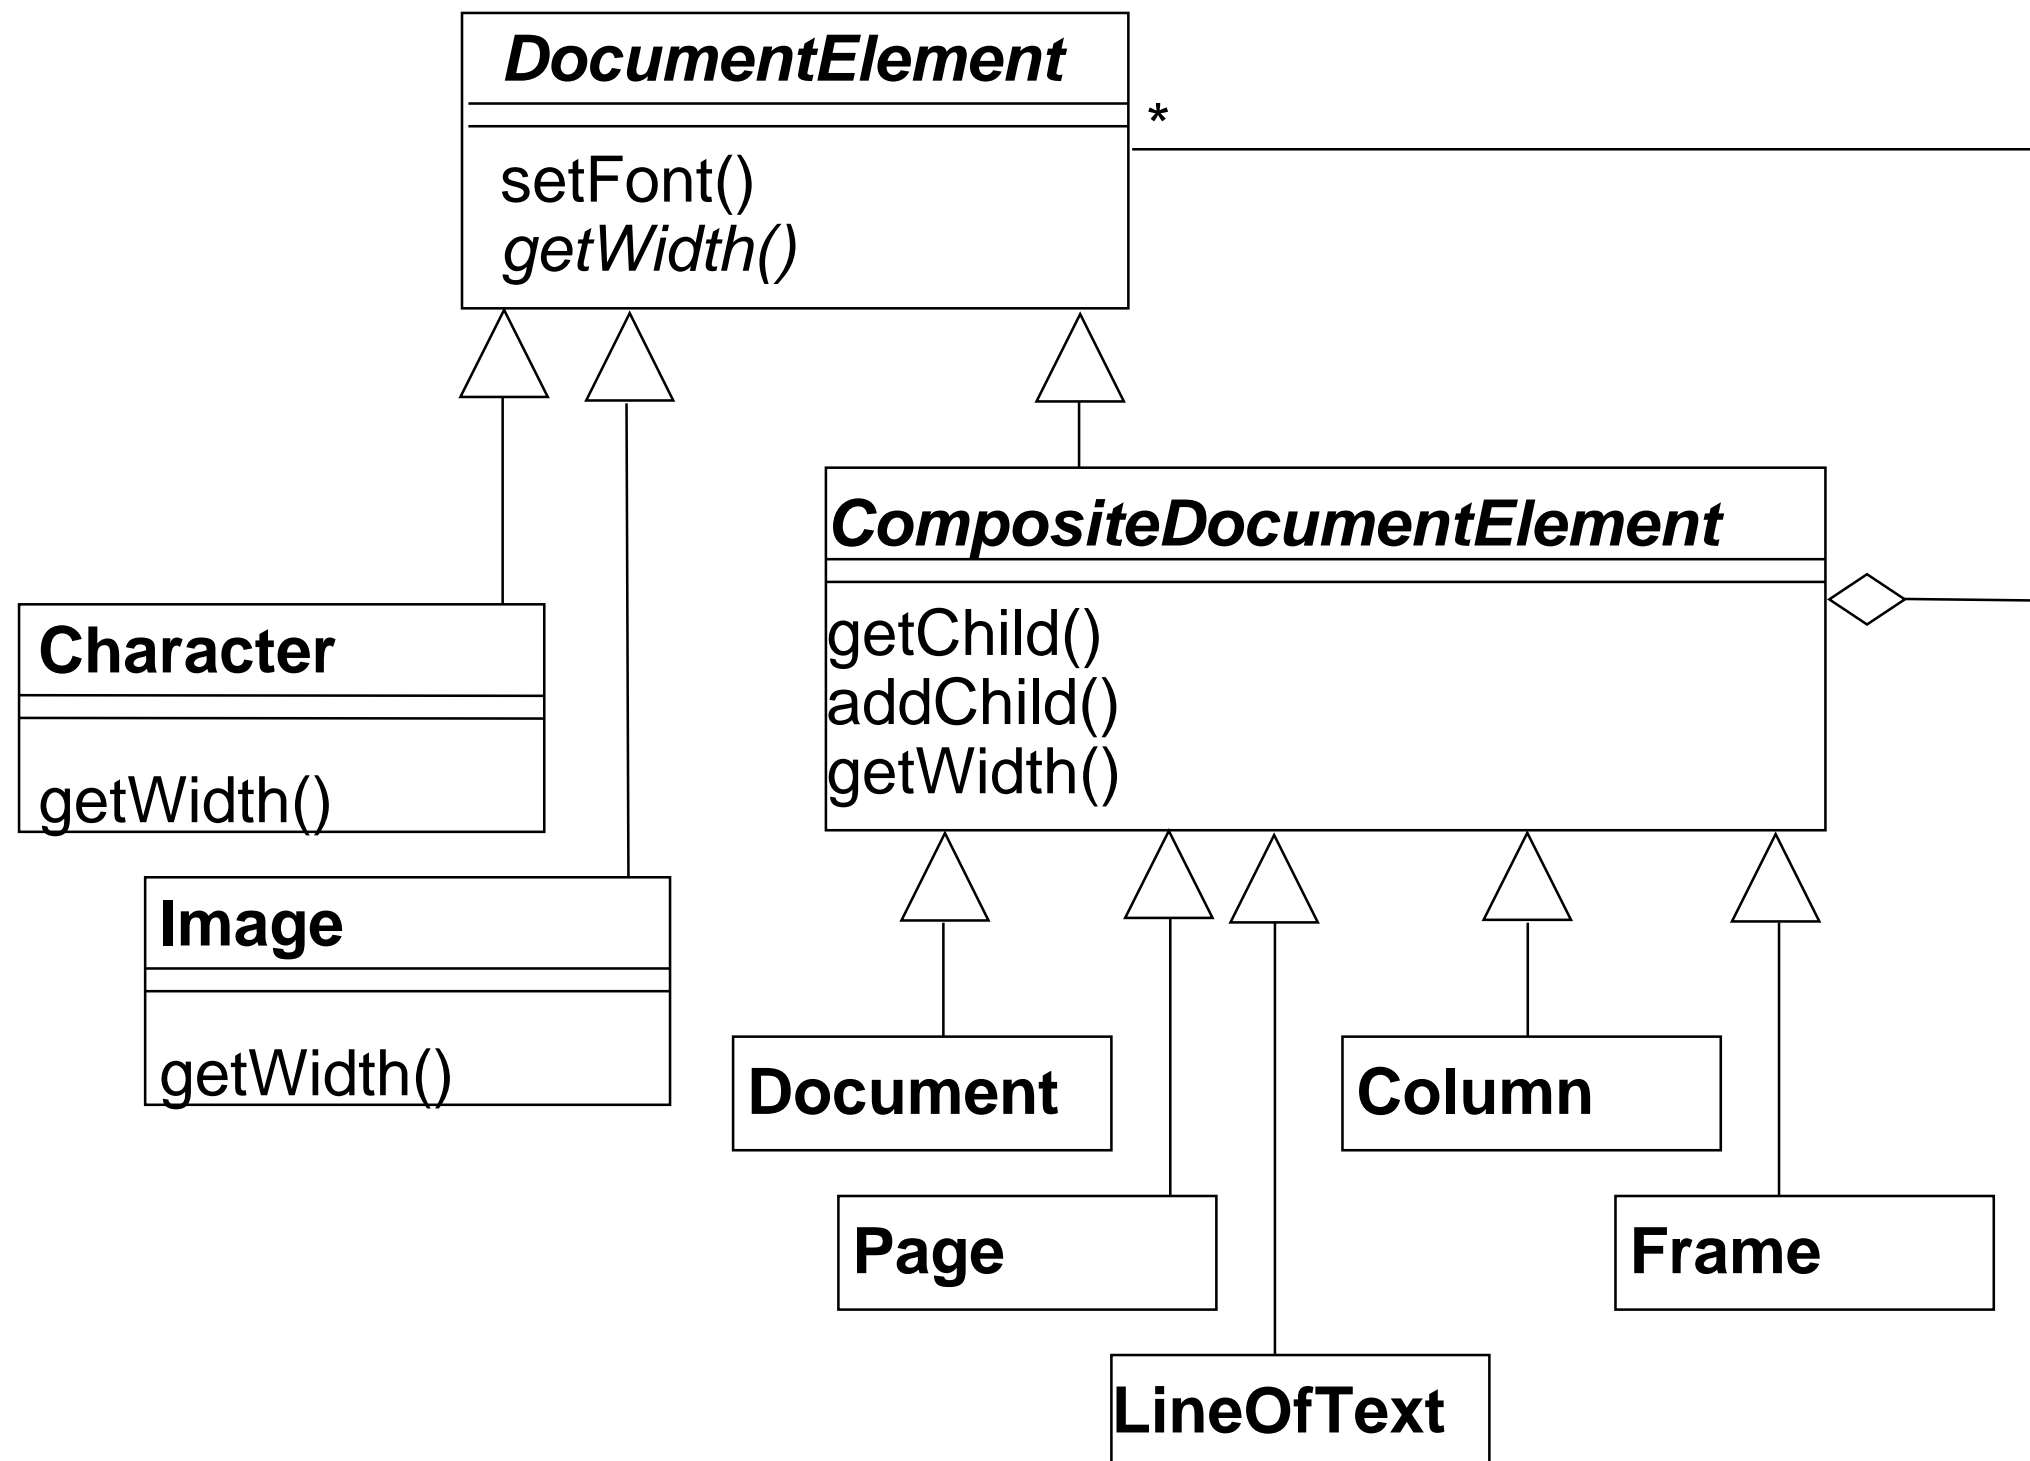 DocumentElement
*
setFont()
getWidth()
CompositeDocumentElement
getChild()
addChild()
getWidth()
Character
getWidth()
Image
getWidth()
Document
Column
Page
Frame
LineOfText